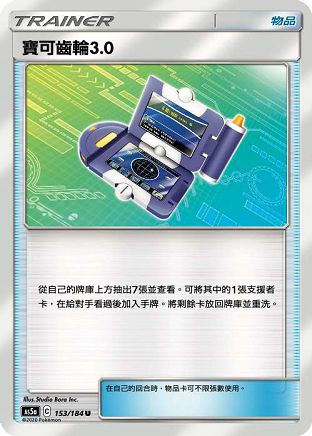 TRAINER 物品
寶可齒輪3.0
從自己的牌庫上方抽出7張並查看。可將其中的1張支援者
卡，在給對手看過後加入手牌。將剩餘卡放回牌庫並重洗。
Illus. Studio Bora Inc.
AS5a C 153/184 U
©2020 Pokémon
在自己的回合時，物品卡可不限張數使用。